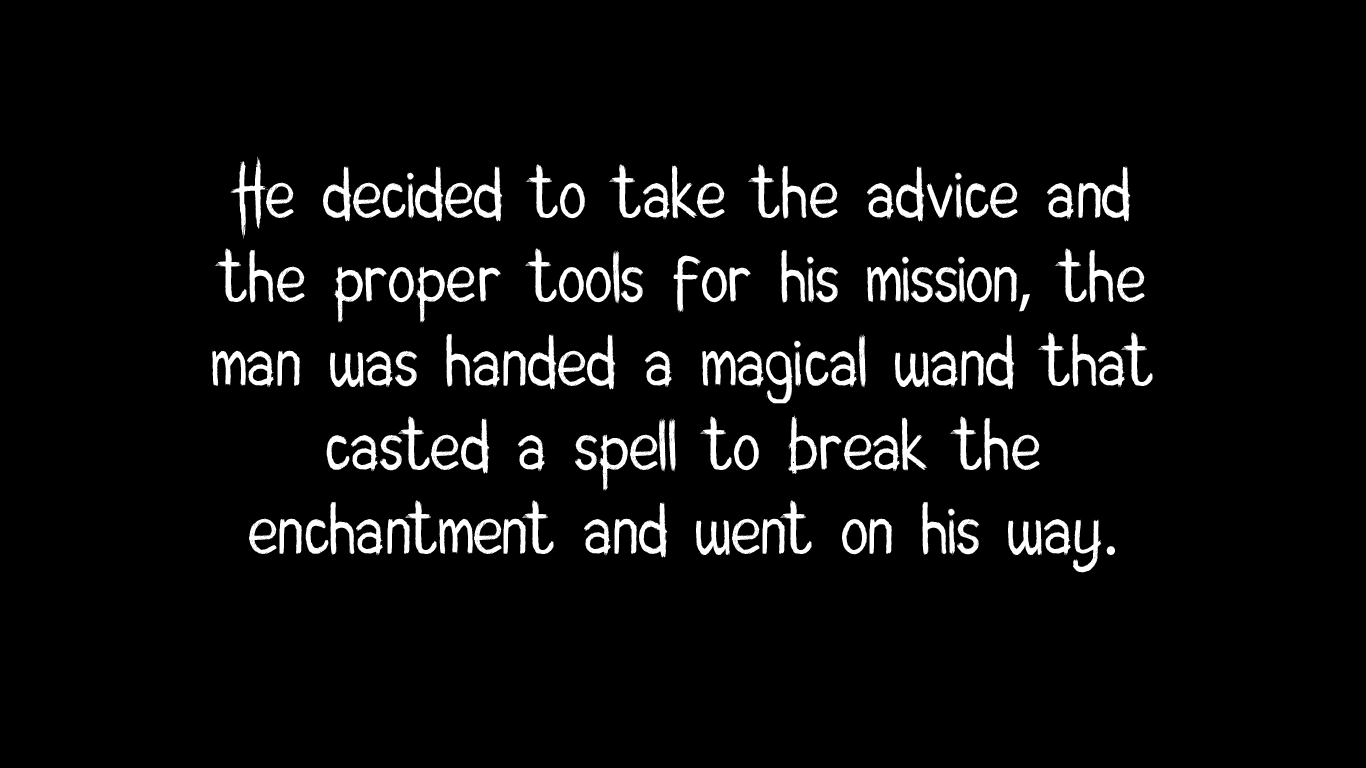 He decided to take the advice and
the proper tools for his mission, the
man was handed a magical wand that
casted a spell to break the
enchantment and went on his way.